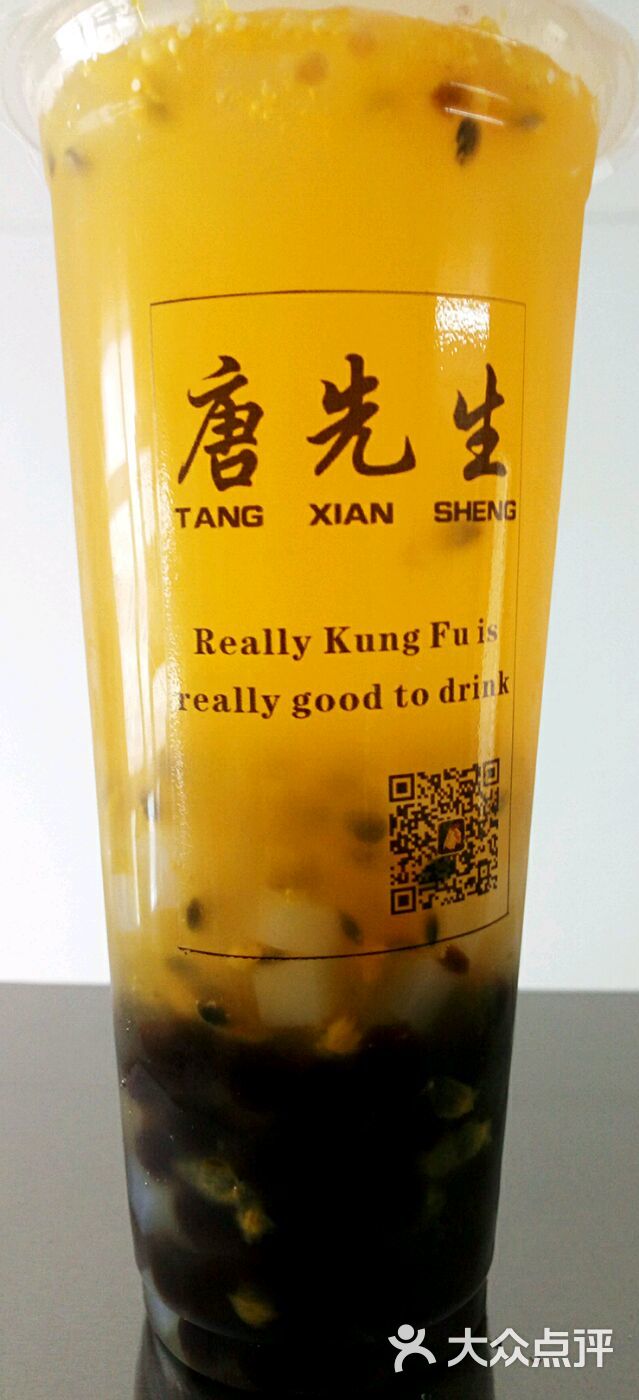 唐先生
TANG XIAN SHENG
Really Kung Fu is
really good to drink
大众点评